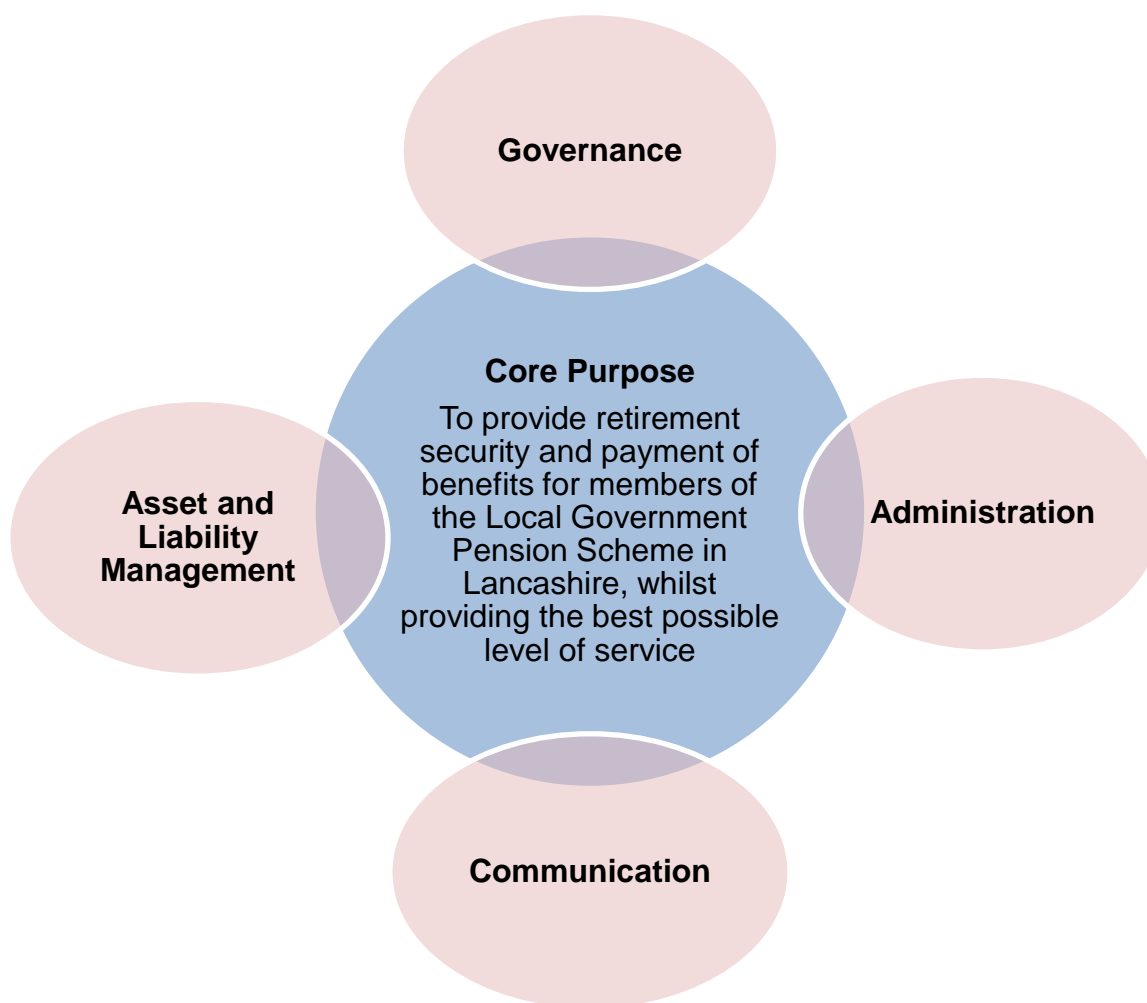 Governance
Core Purpose
To provide retirement
security and payment of
benefits for members of
the Local Government
Pension Scheme in
Lancashire, whilst
providing the best possible
level of service
Asset and
Liability
Management
Administration
Communication